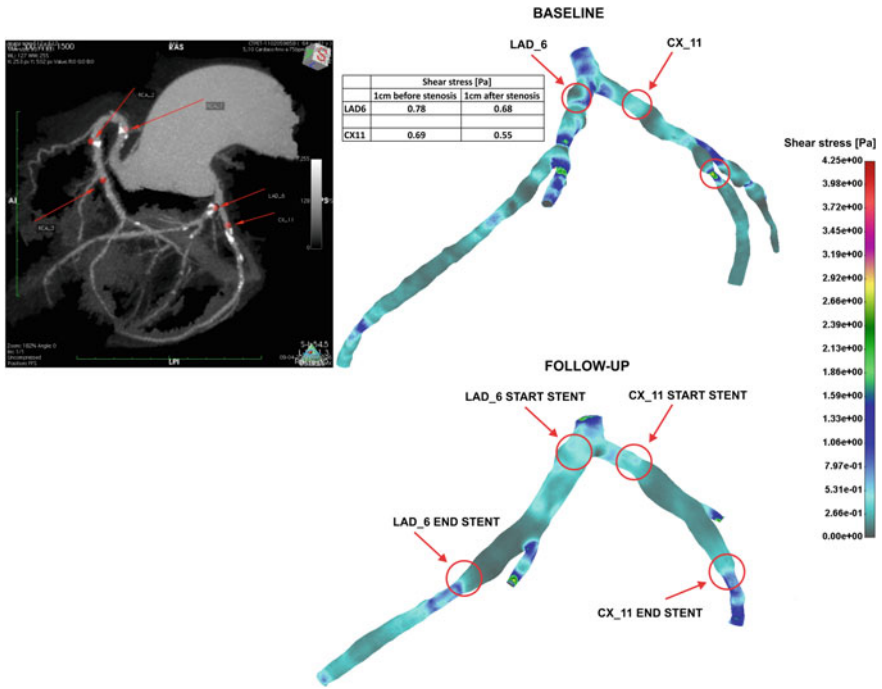 BASELINE
LAD_6
CX_11
RAS
Shear stress [Pa]
1cm before stenosis 1cm after stenosis
LAD6 0.78 0.68
CX11 0.69 0.55
LAD_6
CX_11
LPI
Shear stress [Pa]
4.25e+00
3.98e+00
3.72e+00
3.45e+00
3.19e+00
2.92e+00
2.66e+00
2.39e+00
2.13e+00
1.86e+00
1.59e+00
1.33e+00
1.06e+00
7.97e-01
5.31e-01
2.66e-01
0.00e+00
FOLLOW-UP
LAD_6 START STENT
CX_11 START STENT
LAD_6 END STENT
CX_11 END STENT